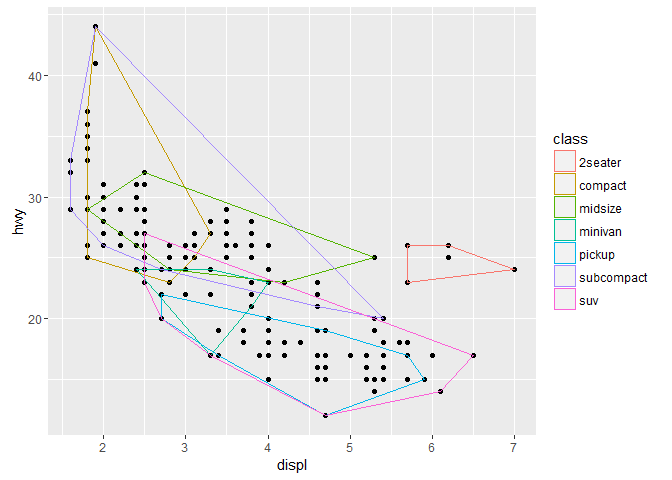 40
30
20
hwy
2
3
4
5
6
7
displ
class
2seater
compact
midsize
minivan
pickup
subcompact
suv